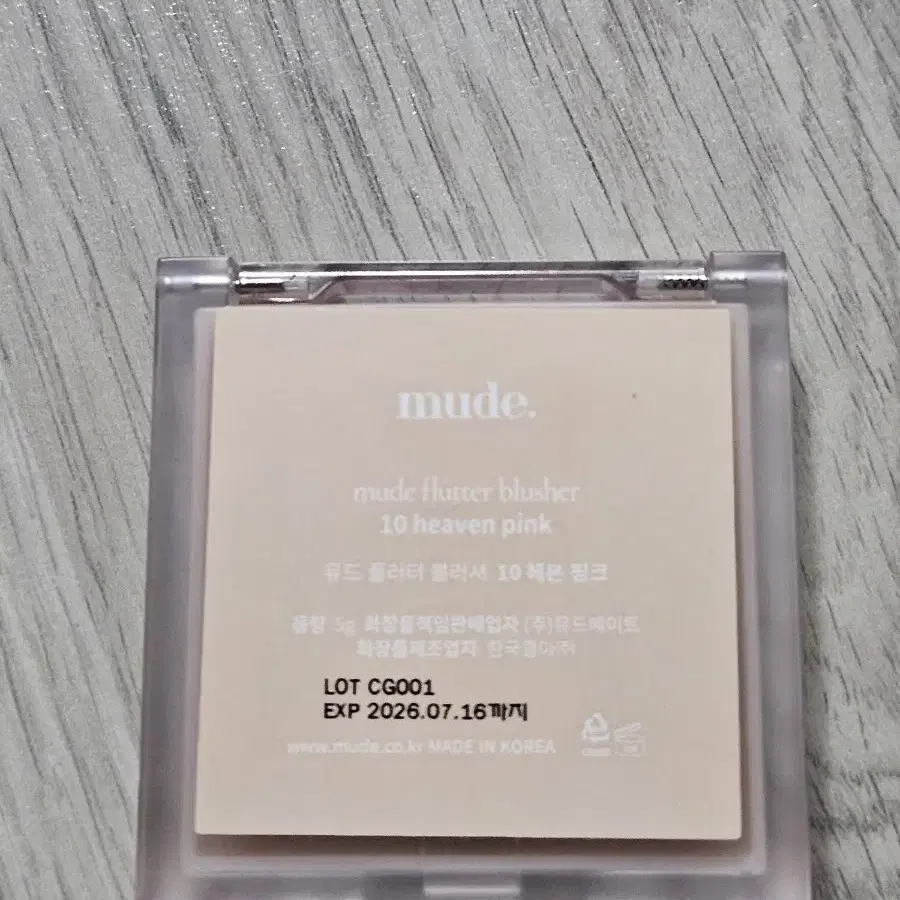 mude.
mude flutter blusher
10 heaven pink
뮤드 플러터 블러셔 10 헤븐 핑크
용량 5g 화장품책임판매업자 (주)뮤드메이트
화장품제조업자 한국콜마㈜
LOT CG001
EXP 2026.07.16까지
www.mude.co.kr MADE IN KOREA